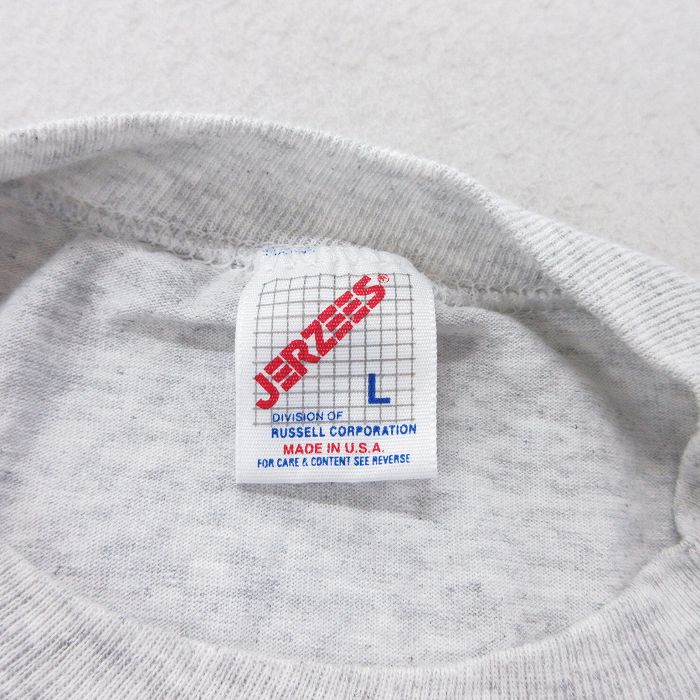 JERZEES®
L
DIVISION OF
RUSSELL CORPORATION
MADE IN U.S.A.
FOR CARE & CONTENT SEE REVERSE